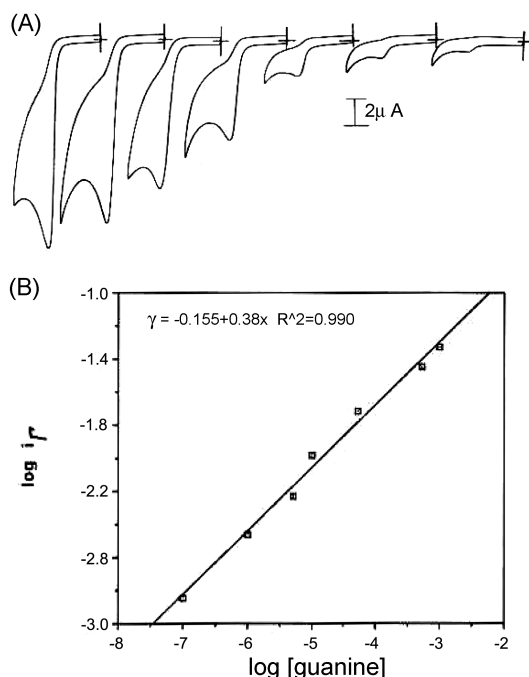 (A)
2μ A
(B)
γ = -0.155+0.38x R^2=0.990
-1.0
-1.4
-1.8
-2.2
-2.8
-3.0
log i
-8
-7
-6
-5
-4
-3
-2
log [guanine]